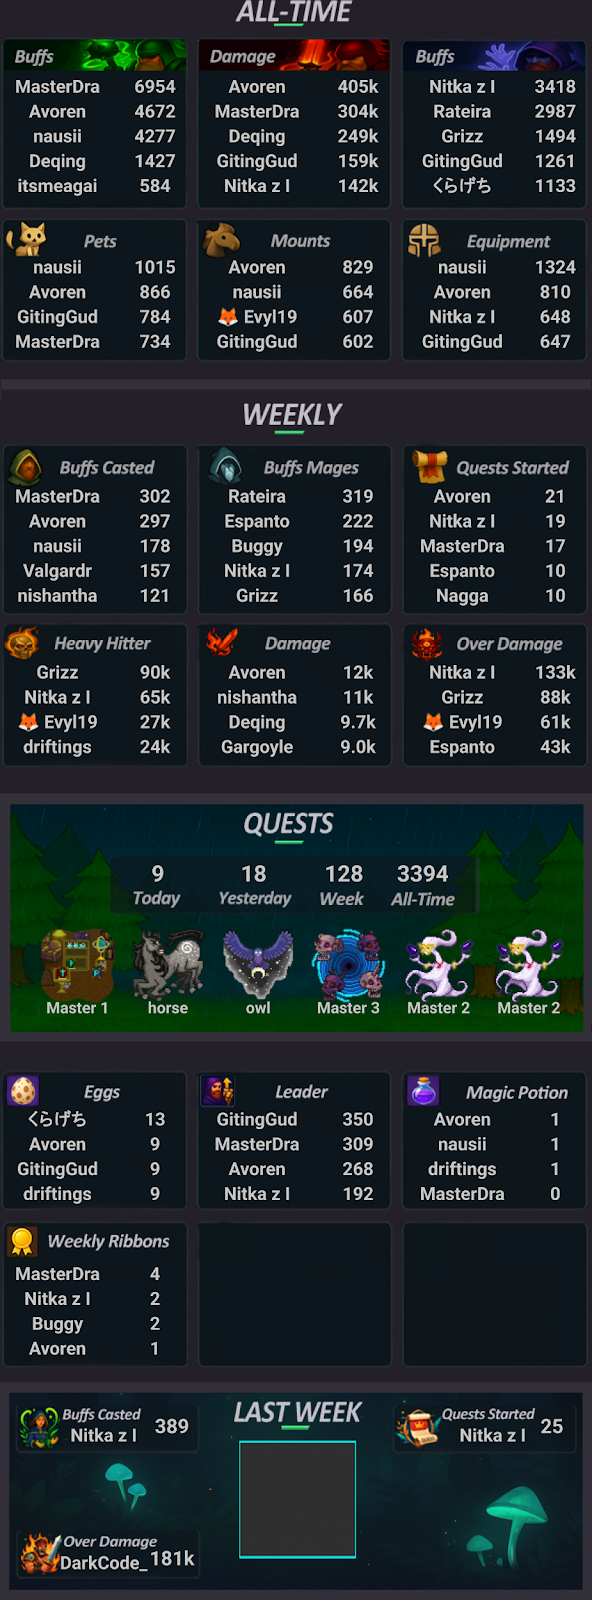 ALL-TIME
Buffs
MasterDra 6954
Avoren 4672
nausii 4277
Deqing 1427
itsmeagai 584
Damage
Avoren 405k
MasterDra 304k
Deqing 249k
GitingGud 159k
Nitka z I 142k
Buffs
Nitka z I 3418
Rateira 2987
Grizz 1494
GitingGud 1261
くらげち 1133
Pets
nausii 1015
Avoren 866
GitingGud 784
MasterDra 734
Mounts
Avoren 829
nausii 664
🦊 Evyl19 607
GitingGud 602
Equipment
nausii 1324
Avoren 810
Nitka z I 648
GitingGud 647
WEEKLY
Buffs Casted
MasterDra 302
Avoren 297
nausii 178
Valgardr 157
nishantha 121
Buffs Mages
Rateira 319
Espanto 222
Buggy 194
Nitka z I 174
Grizz 166
Quests Started
Avoren 21
Nitka z I 19
MasterDra 17
Espanto 10
Nagga 10
Heavy Hitter
Grizz 90k
Nitka z I 65k
🦊 Evyl19 27k
driftings 24k
Damage
Avoren 12k
nishantha 11k
Deqing 9.7k
Gargoyle 9.0k
Over Damage
Nitka z I 133k
Grizz 88k
🦊 Evyl19 61k
Espanto 43k
QUESTS
9 18 128 3394
Today Yesterday Week All-Time
Master 1 horse owl Master 3 Master 2 Master 2
Eggs
くらげち 13
Avoren 9
GitingGud 9
driftings 9
Leader
GitingGud 350
MasterDra 309
Avoren 268
Nitka z I 192
Magic Potion
Avoren 1
nausii 1
driftings 1
MasterDra 0
Weekly Ribbons
MasterDra 4
Nitka z I 2
Buggy 2
Avoren 1
LAST WEEK
Buffs Casted
Nitka z I 389
Quests Started
Nitka z I 25
Over Damage
DarkCode_ 181k